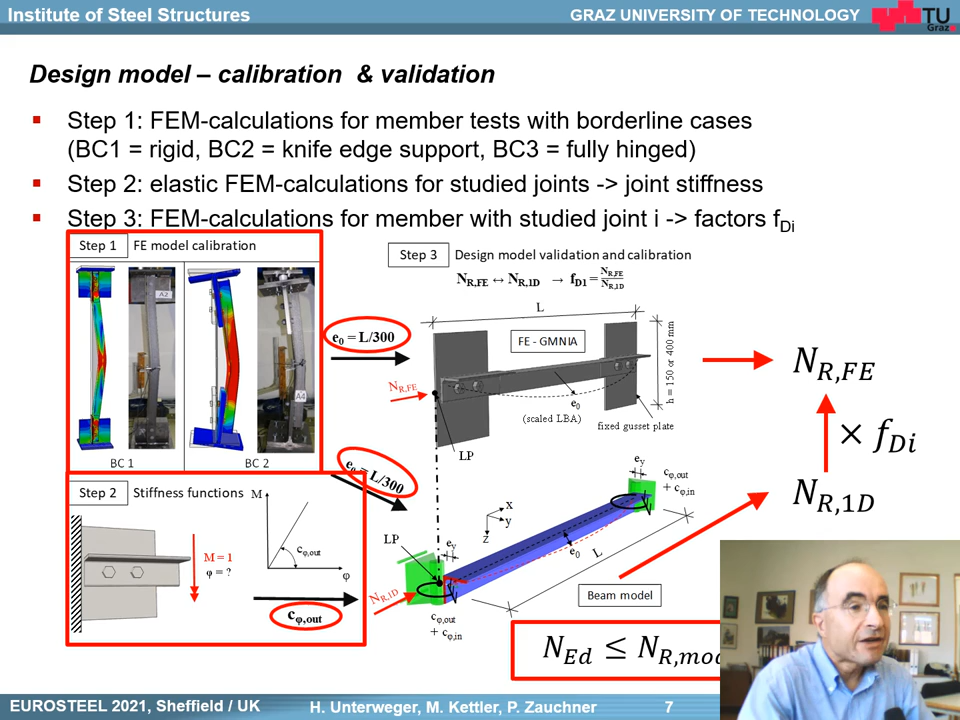 Institute of Steel Structures
GRAZ UNIVERSITY OF TECHNOLOGY
TU
Graz
Design model – calibration & validation
▪ Step 1: FEM-calculations for member tests with borderline cases
(BC1 = rigid, BC2 = knife edge support, BC3 = fully hinged)
▪ Step 2: elastic FEM-calculations for studied joints -> joint stiffness
▪ Step 3: FEM-calculations for member with studied joint i -> factors fDi
Step 1 FE model calibration
A2
A4
BC 1 BC 2
Step 2 Stiffness functions
M
cφ,out
φ
M = 1
φ = ?
e0 = L/300
e0 = L/300
cφ,out
Step 3 Design model validation and calibration
NR,FE ↔ NR,1D → fD1 = NR,FE/NR,1D
L
FE - GMNIA
h = 150 or 400 mm
NR,FE
e0
(scaled LBA)
fixed gusset plate
LP
ey
cφ,out
+ cφ,in
x
y
z
LP
ey
e0
L
NR,1D
Beam model
cφ,out
+ cφ,in
NR,FE
× fDi
NR,1D
NEd ≤ NR,mo
EUROSTEEL 2021, Sheffield / UK
H. Unterweger, M. Kettler, P. Zauchner
7